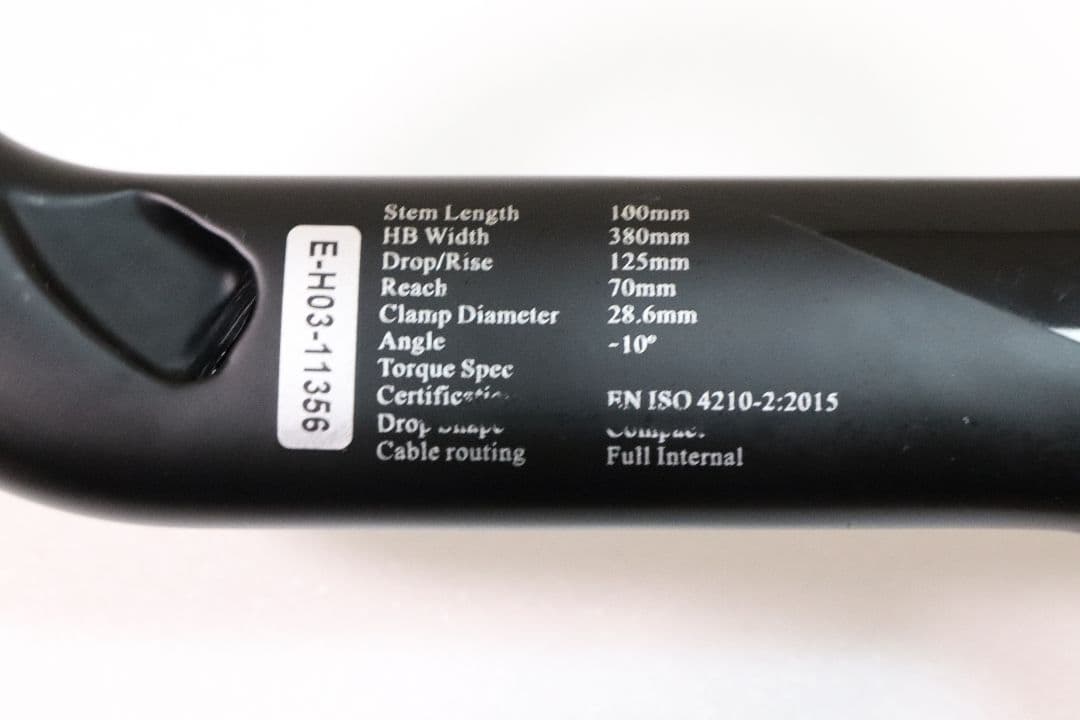 E-H03-11356
Stem Length 100mm
HB Width 380mm
Drop/Rise 125mm
Reach 70mm
Clamp Diameter 28.6mm
Angle -10°
Torque Spec
EN ISO 4210-2:2015
Cable routing Full Internal